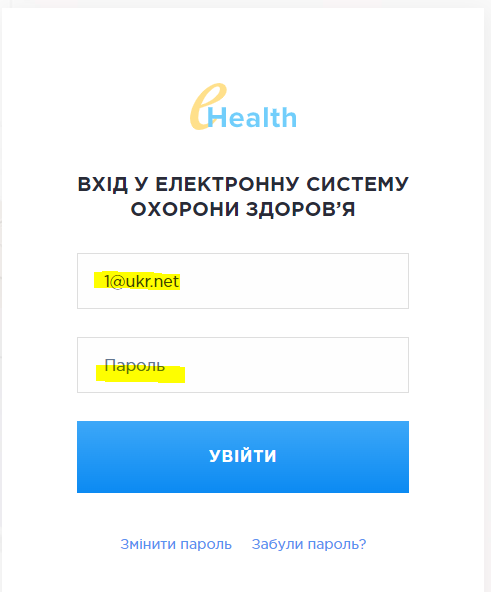 eHealth
ВХІД У ЕЛЕКТРОННУ СИСТЕМУ
ОХОРОНИ ЗДОРОВ’Я
1@ukr.net
Пароль
УВІЙТИ
Змінити пароль Забули пароль?